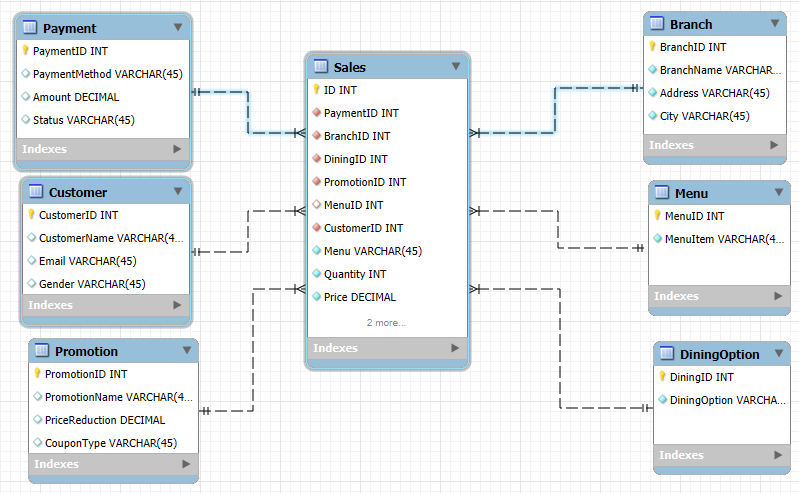 Payment
PaymentID INT
PaymentMethod VARCHAR(45)
Amount DECIMAL
Status VARCHAR(45)
Indexes
Customer
CustomerID INT
CustomerName VARCHAR(4...
Email VARCHAR(45)
Gender VARCHAR(45)
Indexes
Promotion
PromotionID INT
PromotionName VARCHAR(4...
PriceReduction DECIMAL
CouponType VARCHAR(45)
Indexes
Sales
ID INT
PaymentID INT
BranchID INT
DiningID INT
PromotionID INT
MenuID INT
CustomerID INT
Menu VARCHAR(45)
Quantity INT
Price DECIMAL
2 more...
Indexes
Branch
BranchID INT
BranchName VARCHAR...
Address VARCHAR(45)
City VARCHAR(45)
Indexes
Menu
MenuID INT
MenuItem VARCHAR(4...
Indexes
DiningOption
DiningID INT
DiningOption VARCHA...
Indexes